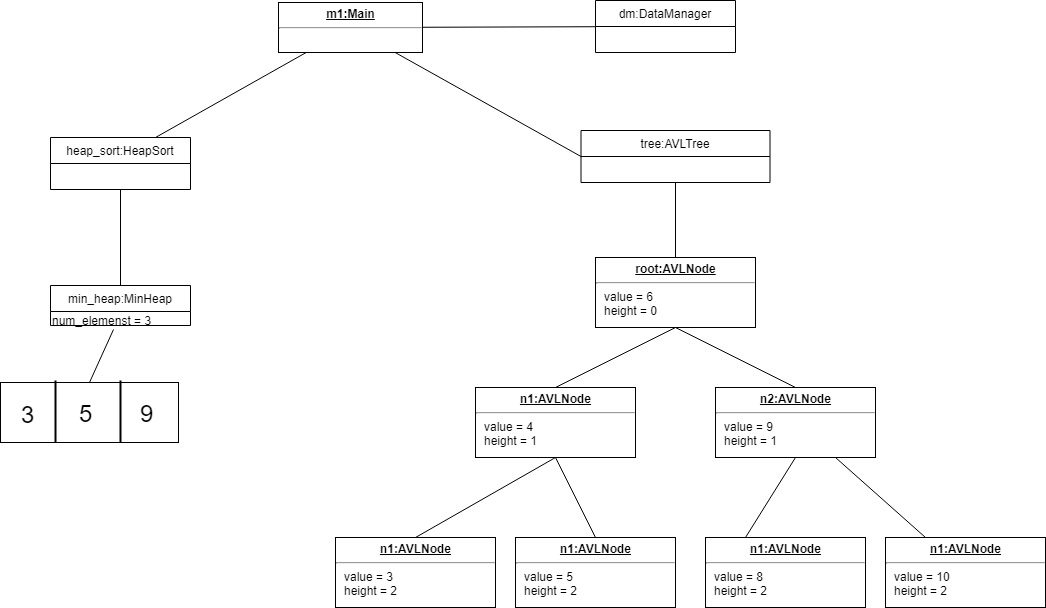 m1:Main
dm:DataManager
heap_sort:HeapSort
tree:AVLTree
root:AVLNode
value = 6
height = 0
min_heap:MinHeap
num_elemenst = 3
3 5 9
n1:AVLNode
value = 4
height = 1
n2:AVLNode
value = 9
height = 1
n1:AVLNode
value = 3
height = 2
n1:AVLNode
value = 5
height = 2
n1:AVLNode
value = 8
height = 2
n1:AVLNode
value = 10
height = 2